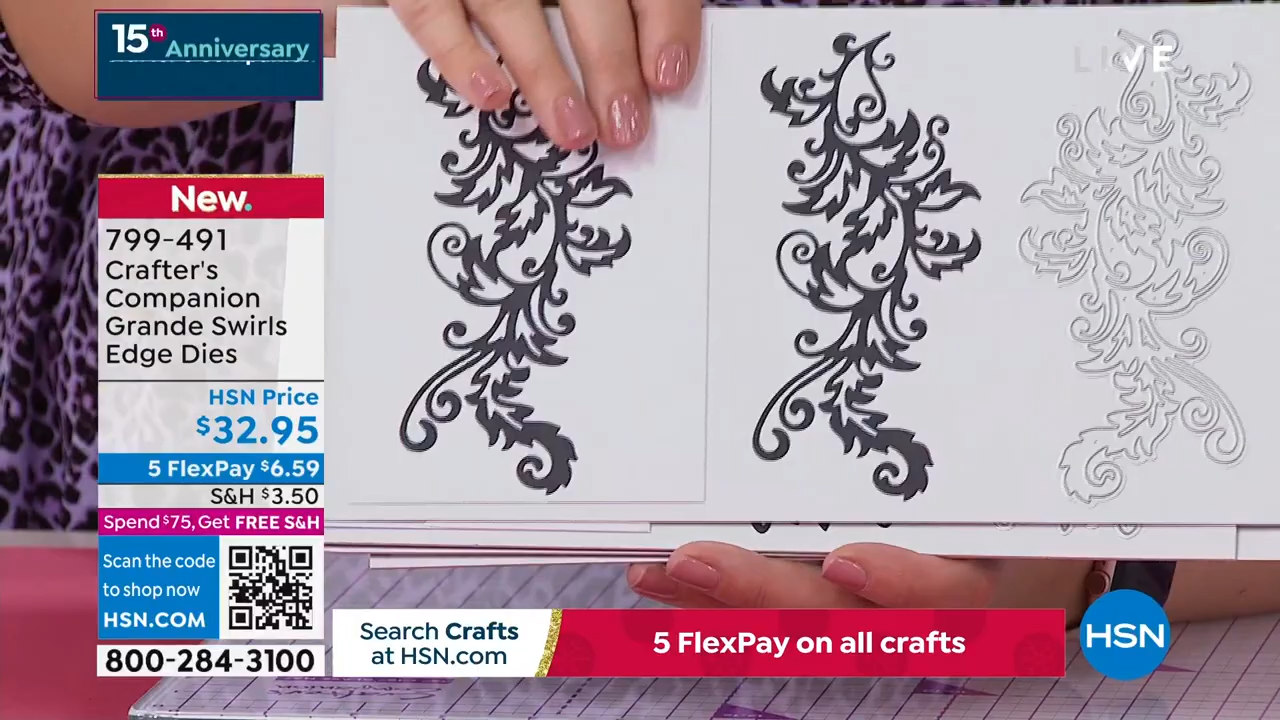 15th Anniversary
LIVE
New.
799-491
Crafter's
Companion
Grande Swirls
Edge Dies
HSN Price
$32.95
5 FlexPay $6.59
S&H $3.50
Spend $75, Get FREE S&H
Scan the code
to shop now
HSN.COM
800-284-3100
Search Crafts
at HSN.com
5 FlexPay on all crafts
HSN